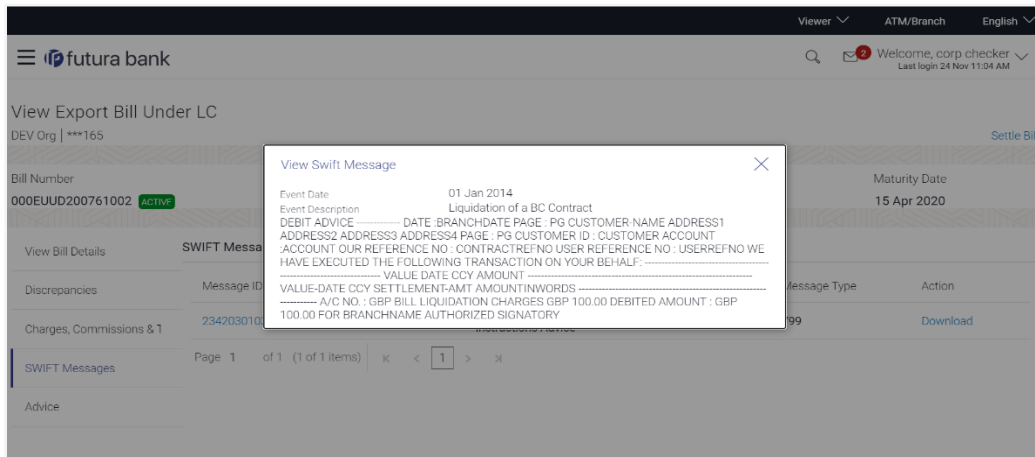 Viewer ATM/Branch English
futura bank
2 Welcome, corp checker
Last login 24 Nov 11:04 AM
View Export Bill Under LC
DEV Org | ***165
Settle Bil
View Swift Message
Bill Number
Maturity Date
000EUUD200761002 ACTIVE
15 Apr 2020
Event Date 01 Jan 2014
Event Description Liquidation of a BC Contract
DEBIT ADVICE ------------- DATE :BRANCHDATE PAGE : PG CUSTOMER-NAME ADDRESS1
ADDRESS2 ADDRESS3 ADDRESS4 PAGE : PG CUSTOMER ID : CUSTOMER ACCOUNT
:ACCOUNT OUR REFERENCE NO : CONTRACTREFNO USER REFERENCE NO : USERREFNO WE
HAVE EXECUTED THE FOLLOWING TRANSACTION ON YOUR BEHALF: -------------------------------------
------------------------------ VALUE DATE CCY AMOUNT --------------------------------------------------------------------
VALUE-DATE CCY SETTLEMENT-AMT AMOUNTINWORDS --------------------------------------------------------
----------- A/C NO. : GBP BILL LIQUIDATION CHARGES GBP 100.00 DEBITED AMOUNT : GBP
100.00 FOR BRANCHNAME AUTHORIZED SIGNATORY
View Bill Details
Discrepancies
Charges, Commissions & T
SWIFT Messages
Advice
SWIFT Messa
Message ID Message Type Action
Instructions Advice Download
Page 1 of 1 (1 of 1 items) 1